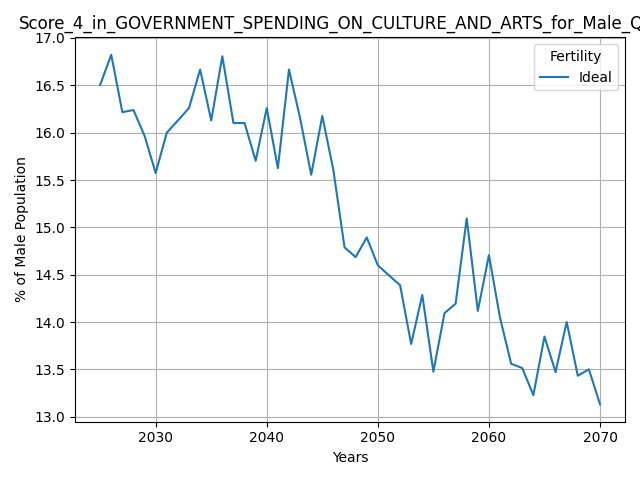 Score_4_in_GOVERNMENT_SPENDING_ON_CULTURE_AND_ARTS_for_Male_Q
Fertility
Ideal
% of Male Population
17.0
16.5
16.0
15.5
15.0
14.5
14.0
13.5
13.0
2030 2040 2050 2060 2070
Years